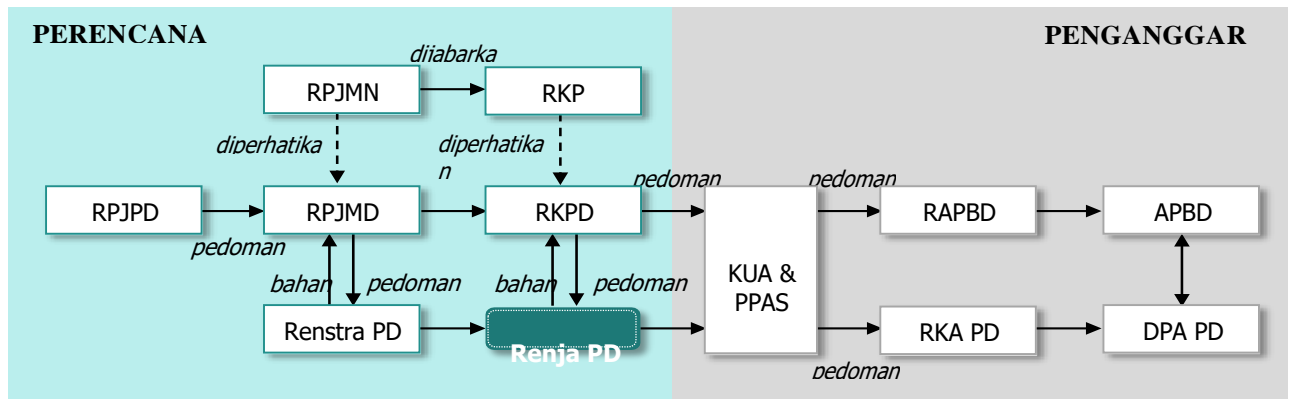 PERENCANA
PENGANGGAR
dijabarka
RPJMN
RKP
diperhatika
diperhatika
n
pedoman
pedoman
RPJPD
RPJMD
RKPD
RAPBD
APBD
pedoman
KUA &
PPAS
bahan
pedoman
bahan
pedoman
Renstra PD
Renja PD
RKA PD
DPA PD
pedoman